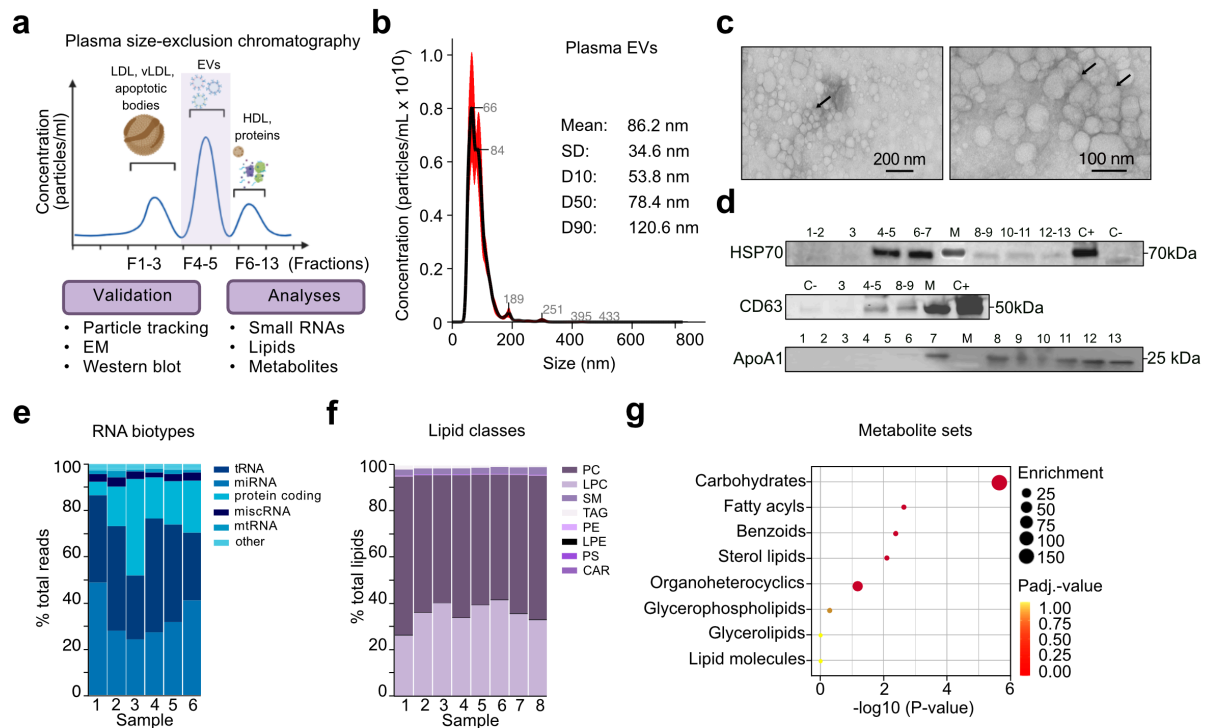 a
Plasma size-exclusion chromatography
LDL, vLDL,
apoptotic
bodies
EVs
HDL,
proteins
Concentration
(particles/ml)
F1-3 F4-5 F6-13 (Fractions)
Validation
• Particle tracking
• EM
• Western blot
Analyses
• Small RNAs
• Lipids
• Metabolites
b
Plasma EVs
Concentration (particles/mL x 10¹⁰)
1.0
0.8
0.6
0.4
0.2
0
66
84
189
251
395 433
Mean: 86.2 nm
SD: 34.6 nm
D10: 53.8 nm
D50: 78.4 nm
D90: 120.6 nm
0 200 400 600 800
Size (nm)
c
200 nm
100 nm
d
1-2 3 4-5 6-7 M 8-9 10-11 12-13 C+ C-
HSP70 -70kDa
C- 3 4-5 8-9 M C+
CD63 -50kDa
1 2 3 4 5 6 7 M 8 9 10 11 12 13
ApoA1 -25 kDa
e
RNA biotypes
% total reads
100
80
60
40
20
0
1 2 3 4 5 6
Sample
tRNA
miRNA
protein coding
miscRNA
mtRNA
other
f
Lipid classes
% total lipids
100
80
60
40
20
0
1 2 3 4 5 6 7 8
Sample
PC
LPC
SM
TAG
PE
LPE
PS
CAR
g
Metabolite sets
Carbohydrates
Fatty acyls
Benzoids
Sterol lipids
Organoheterocyclics
Glycerophospholipids
Glycerolipids
Lipid molecules
0 2 4 6
-log10 (P-value)
Enrichment
25
50
75
100
150
Padj.-value
1.00
0.75
0.50
0.25
0.00